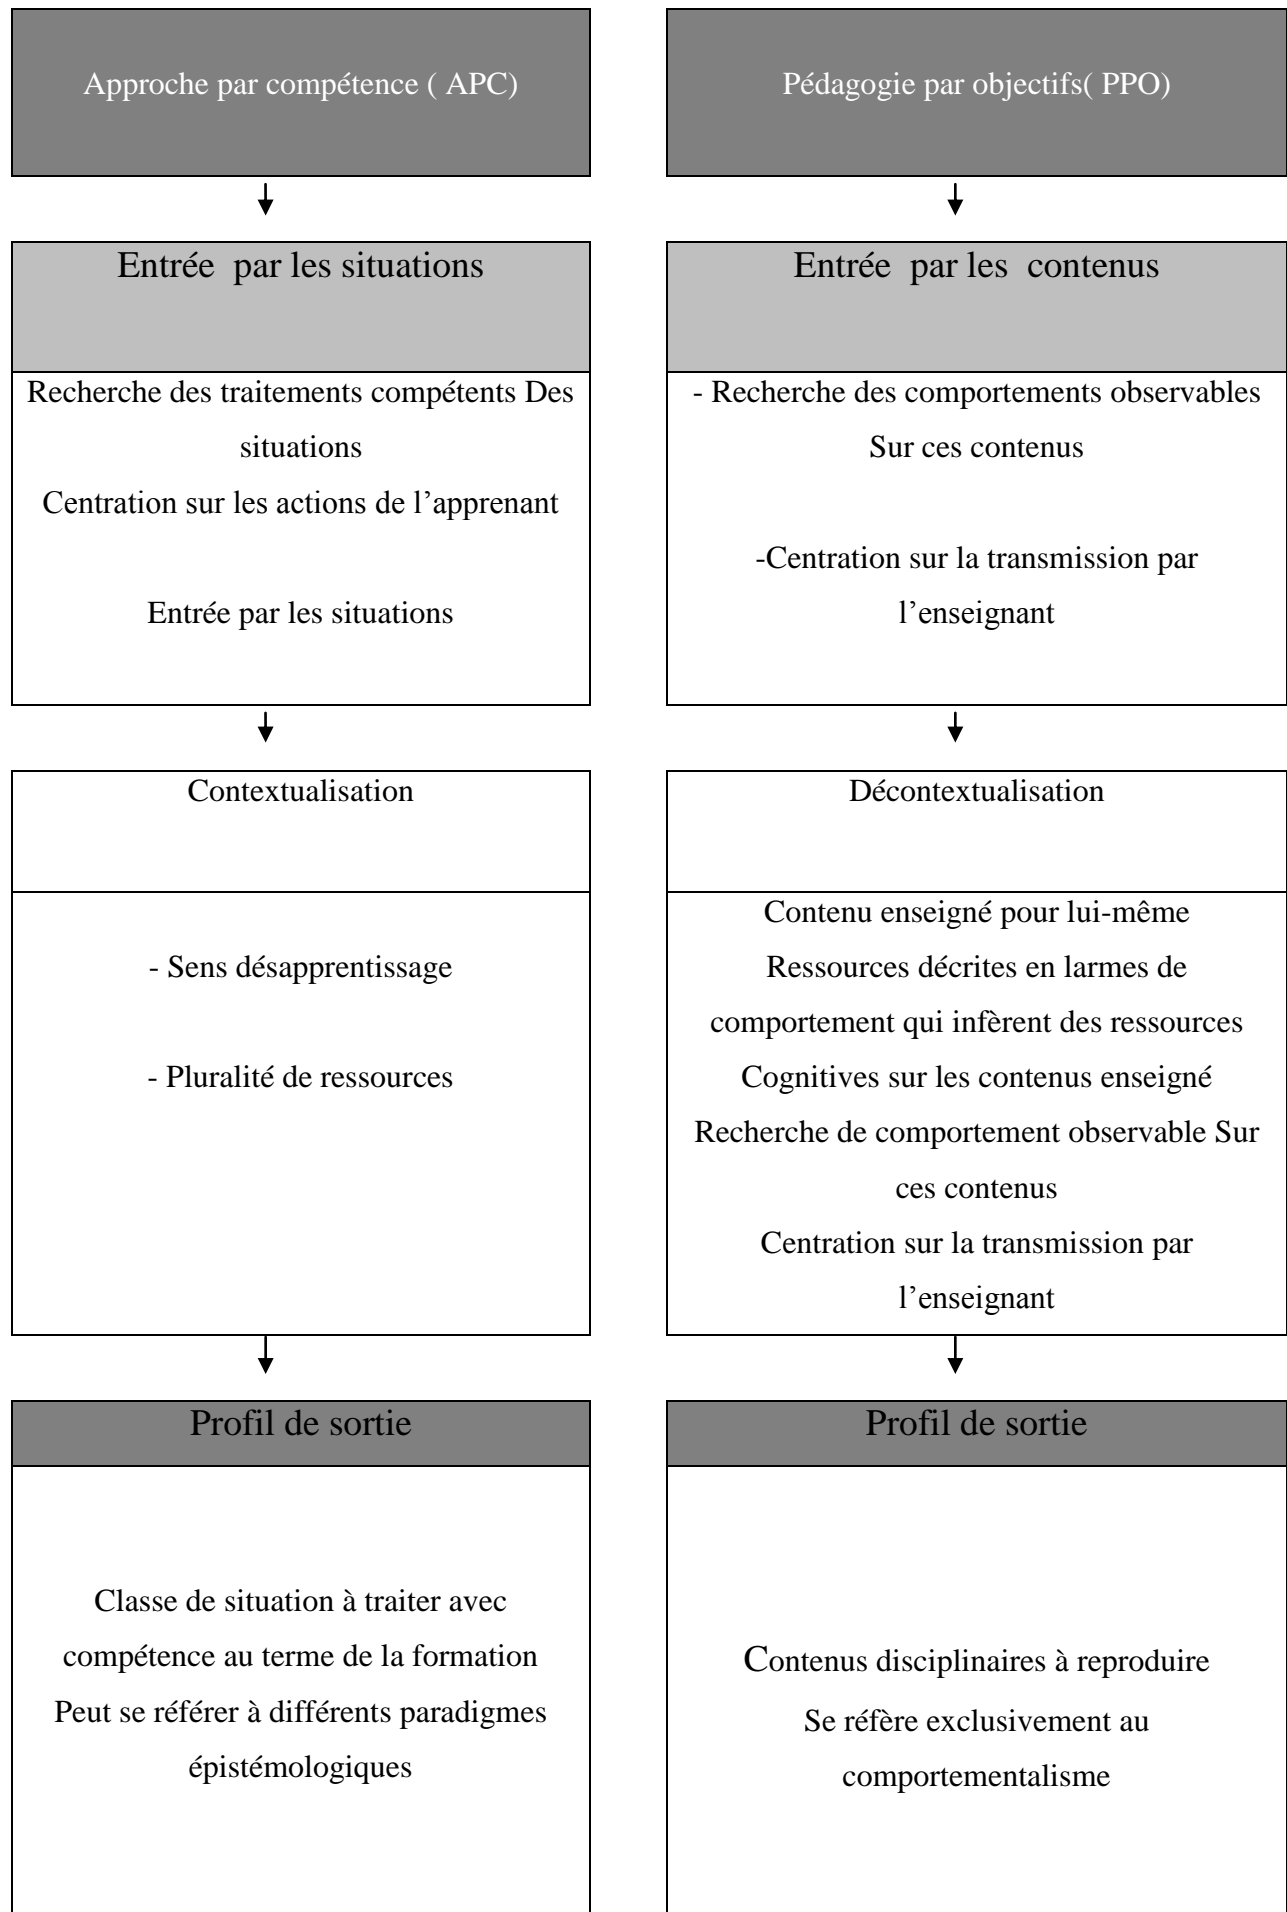 Approche par compétence ( APC)
Entrée par les situations
Recherche des traitements compétents Des
situations
Centration sur les actions de l’apprenant
Entrée par les situations
Contextualisation
- Sens désapprentissage
- Pluralité de ressources
Profil de sortie
Classe de situation à traiter avec
compétence au terme de la formation
Peut se référer à différents paradigmes
épistémologiques
Pédagogie par objectifs( PPO)
Entrée par les contenus
- Recherche des comportements observables
Sur ces contenus
-Centration sur la transmission par
l’enseignant
Décontextualisation
Contenu enseigné pour lui-même
Ressources décrites en larmes de
comportement qui infèrent des ressources
Cognitives sur les contenus enseigné
Recherche de comportement observable Sur
ces contenus
Centration sur la transmission par
l’enseignant
Profil de sortie
Contenus disciplinaires à reproduire
Se réfère exclusivement au
comportementalisme